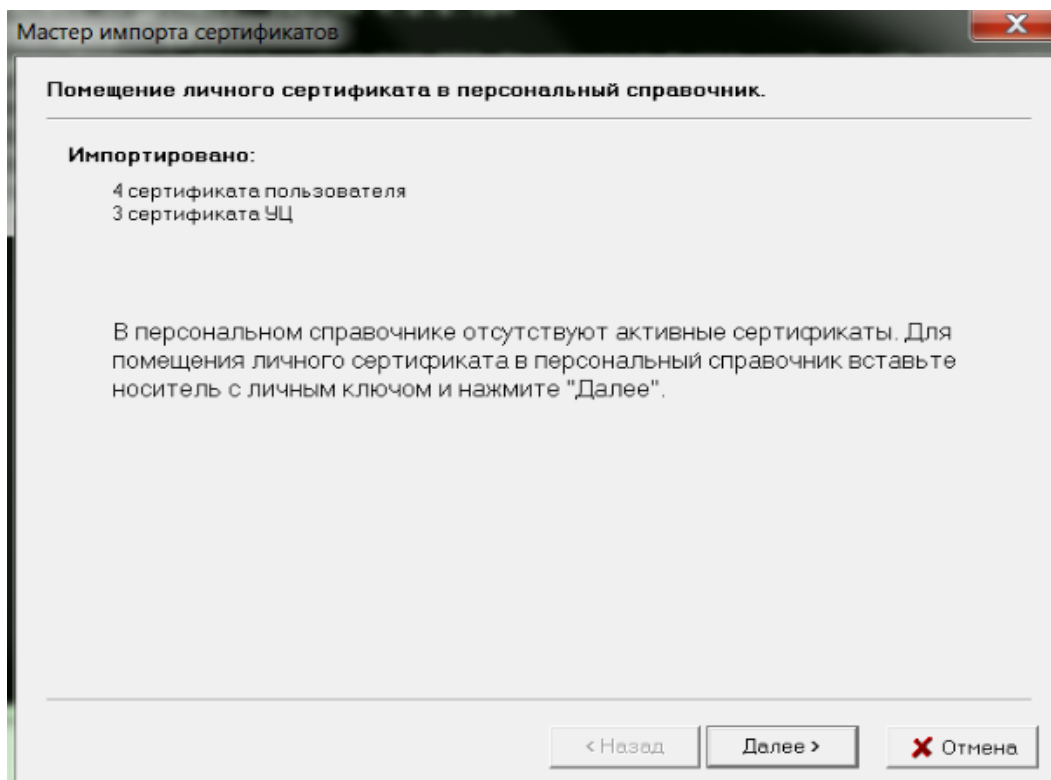 Мастер импорта сертификатов
Помещение личного сертификата в персональный справочник.
Импортировано:
4 сертификата пользователя
3 сертификата УЦ
В персональном справочнике отсутствуют активные сертификаты. Для
помещения личного сертификата в персональный справочник вставьте
носитель с личным ключом и нажмите "Далее".
< Назад
Далее >
Отмена